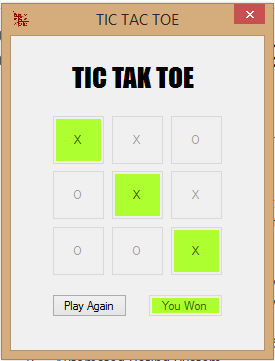 TIC TAC TOE
TIC TAK TOE
X X O
O X X
O O X
Play Again You Won